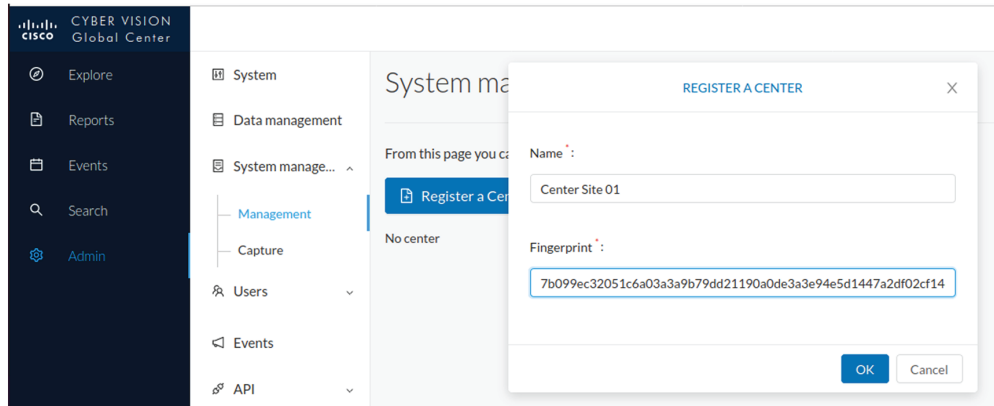 CISCO
CYBER VISION
Global Center
Explore
Reports
Events
Search
Admin
System
Data management
System manage...
Management
Capture
Users
Events
API
System ma
From this page you ca
Register a Cer
No center
REGISTER A CENTER
Name * :
Center Site 01
Fingerprint * :
7b099ec32051c6a03a3a9b79dd21190a0de3a3e94e5d1447a2df02cf14
OK
Cancel